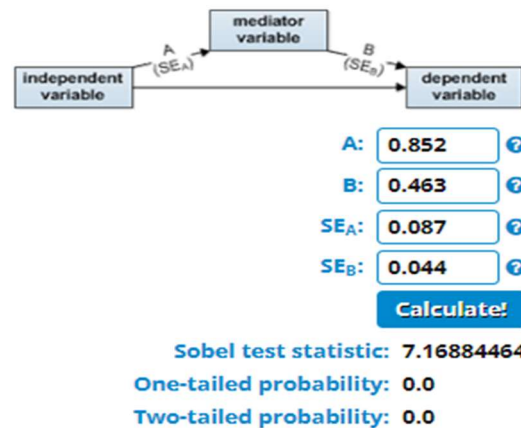 mediator
variable
A
(SEA)
B
(SEB)
independent
variable
dependent
variable
A: 0.852 ?
B: 0.463 ?
SEA: 0.087 ?
SEB: 0.044 ?
Calculate!
Sobel test statistic: 7.16884464
One-tailed probability: 0.0
Two-tailed probability: 0.0